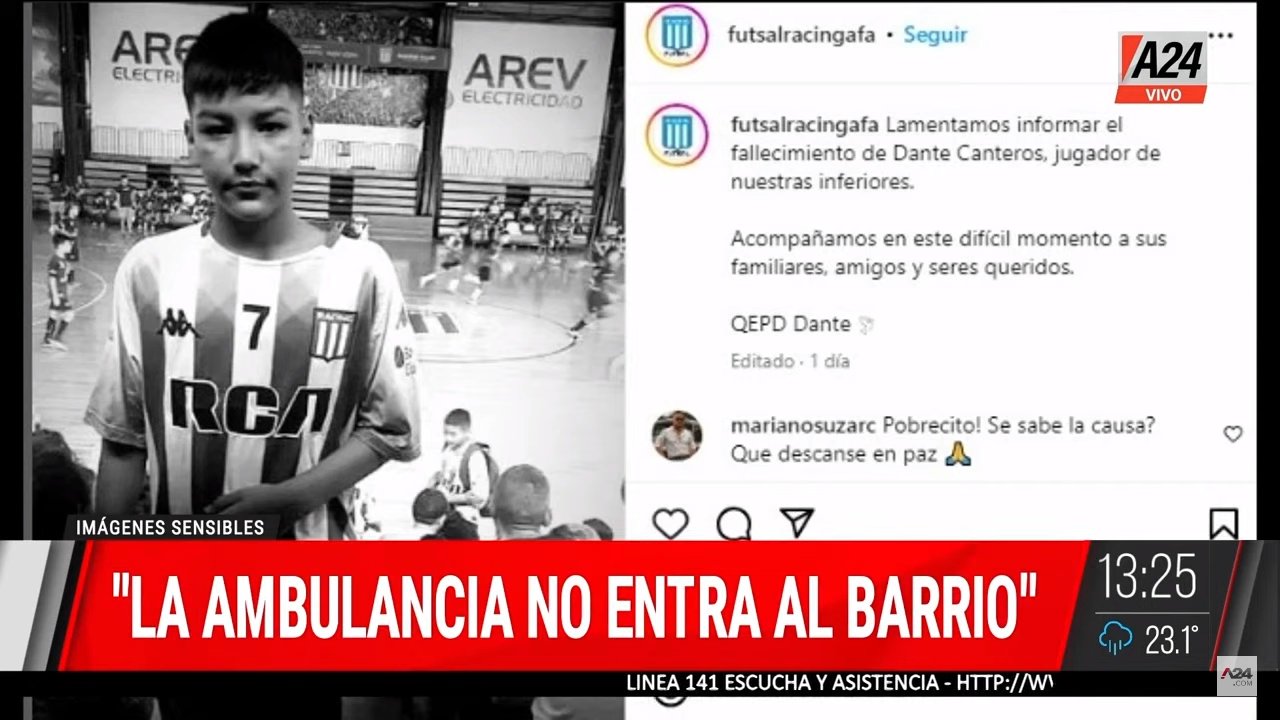 ARE
ELECTRIC
AREV
ELECTRICIDAD
RACING
7
RCA
futsalracingafa • Seguir
A24
VIVO
futsalracingafa Lamentamos informar el
fallecimiento de Dante Canteros, jugador de
nuestras inferiores.
Acompañamos en este difícil momento a sus
familiares, amigos y seres queridos.
QEPD Dante 🕊
Editado · 1 día
marianosuzarc Pobrecito! Se sabe la causa?
Que descanse en paz 🙏
IMÁGENES SENSIBLES
"LA AMBULANCIA NO ENTRA AL BARRIO"
13:25
23.1°
LINEA 141 ESCUCHA Y ASISTENCIA - HTTP://W
A24
.COM